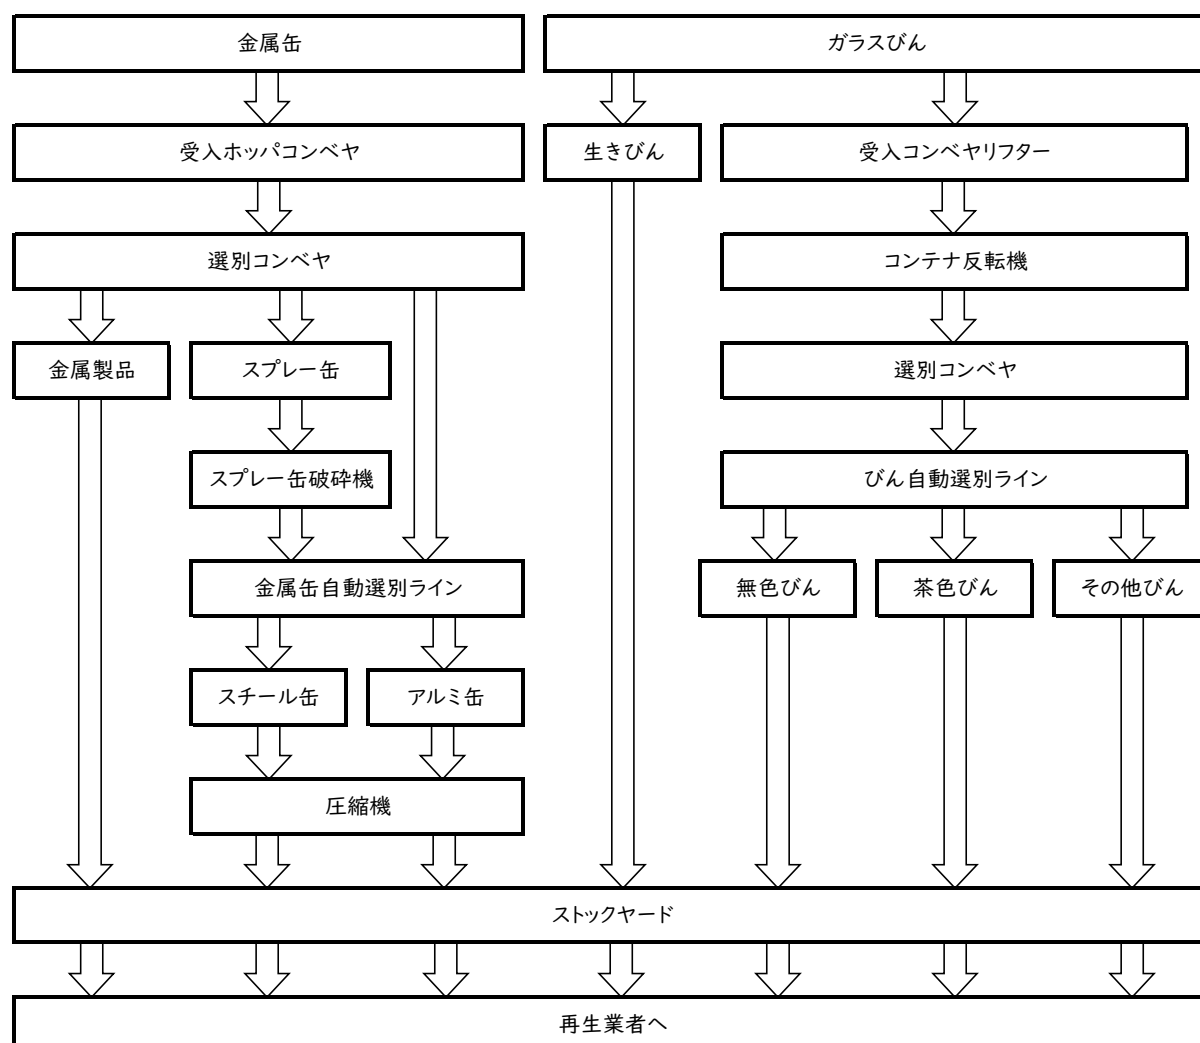 金属缶
ガラスびん
受入ホッパコンベヤ
生きびん
受入コンベヤリフター
選別コンベヤ
コンテナ反転機
金属製品
スプレー缶
選別コンベヤ
スプレー缶破砕機
びん自動選別ライン
金属缶自動選別ライン
無色びん
茶色びん
その他びん
スチール缶
アルミ缶
圧縮機
ストックヤード
再生業者へ